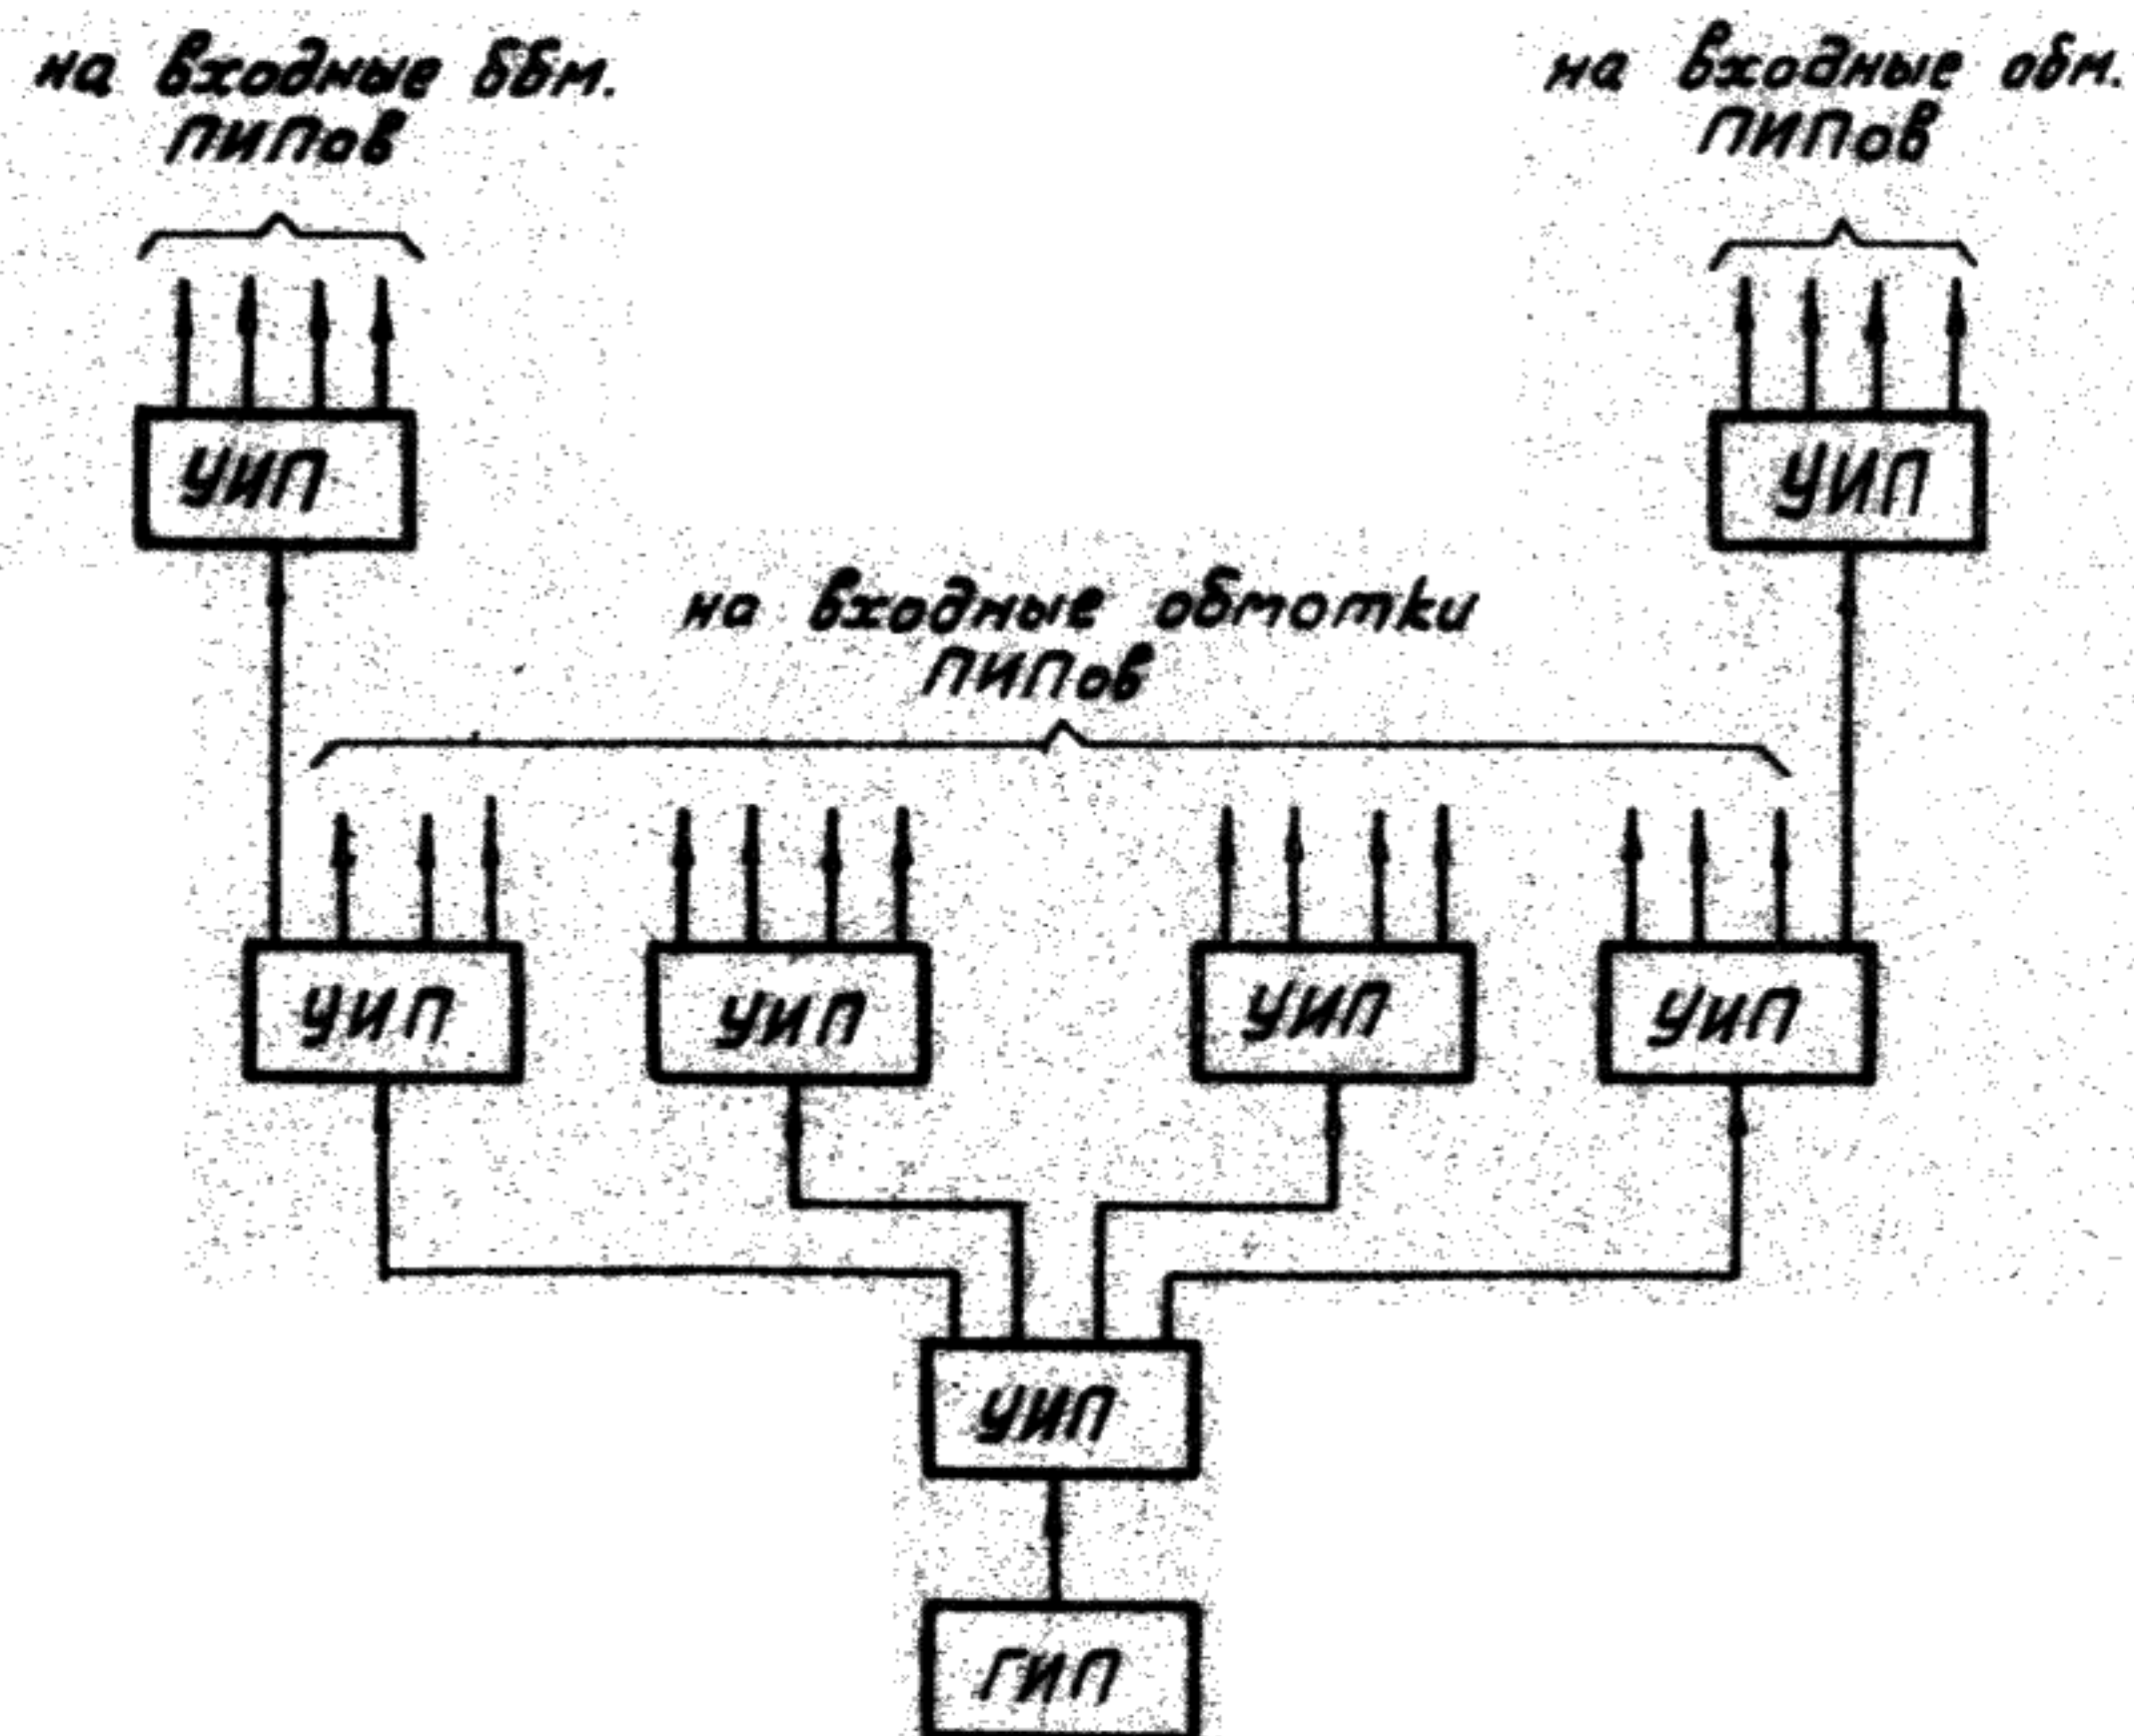 на входные ббм.
ПИПов
на входные обм.
ПИПов
УИП
УИП
на входные обмотки
ПИПов
УИП
УИП
УИП
УИП
УИП
ГИП